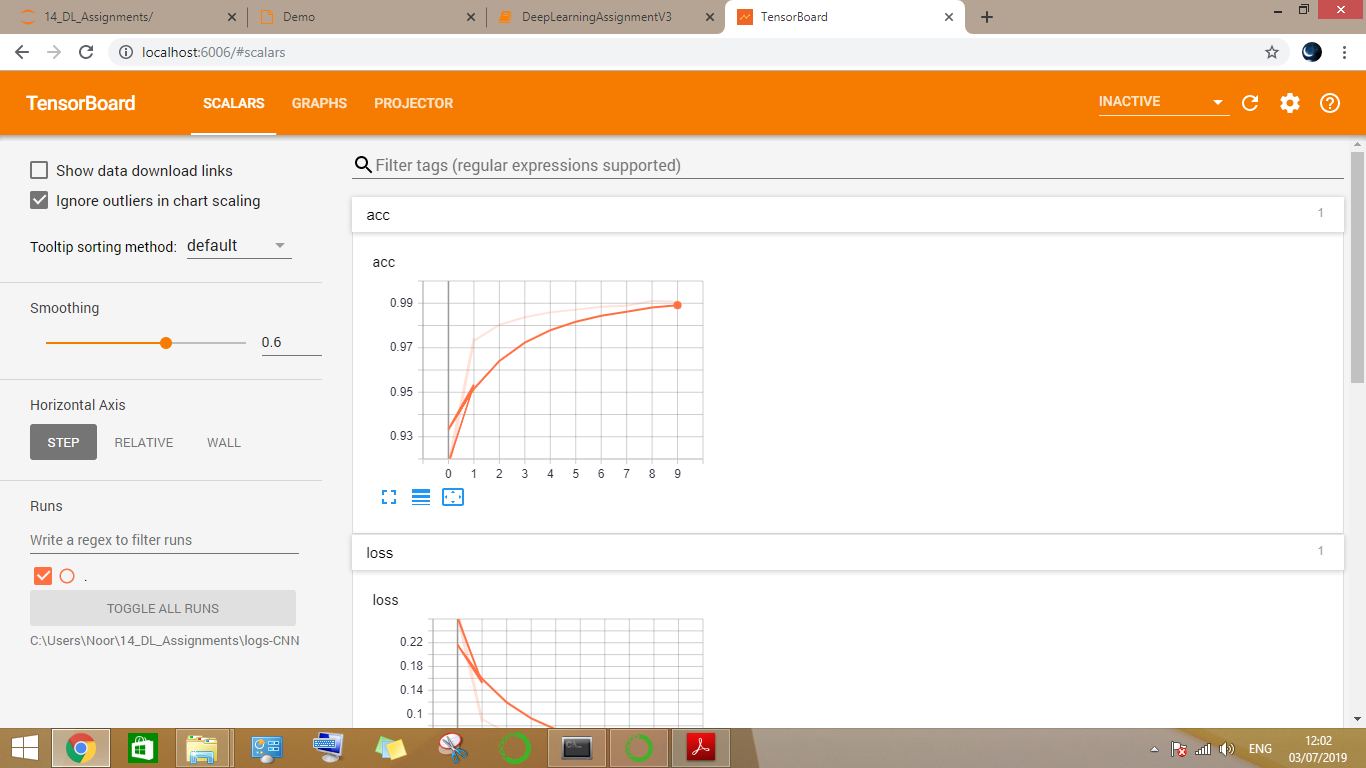 14_DL_Assignments/
Demo
DeepLearningAssignmentV3
TensorBoard
localhost:6006/#scalars
TensorBoard
SCALARS
GRAPHS
PROJECTOR
INACTIVE
Show data download links
Ignore outliers in chart scaling
Tooltip sorting method: default
Smoothing
0.6
Horizontal Axis
STEP
RELATIVE
WALL
Runs
Write a regex to filter runs
.
TOGGLE ALL RUNS
C:\Users\Noor\14_DL_Assignments\logs-CNN
Filter tags (regular expressions supported)
acc 1
acc
0.99
0.97
0.95
0.93
0 1 2 3 4 5 6 7 8 9
loss 1
loss
0.22
0.18
0.14
0.1
ENG
12:02
03/07/2019